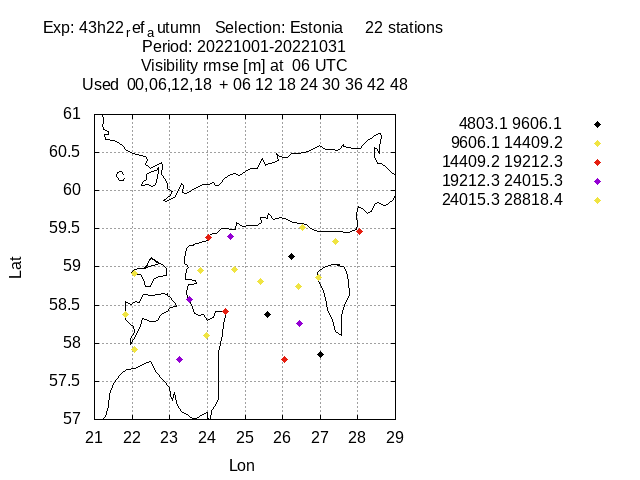 Exp: 43h22ref autumn Selection: Estonia 22 stations
Period: 20221001-20221031
Visibility rmse [m] at 06 UTC
Used 00,06,12,18 + 06 12 18 24 30 36 42 48
4803.1 9606.1
9606.1 14409.2
14409.2 19212.3
19212.3 24015.3
24015.3 28818.4
61
60.5
60
59.5
59
58.5
58
57.5
57
Lat
21 22 23 24 25 26 27 28 29
Lon